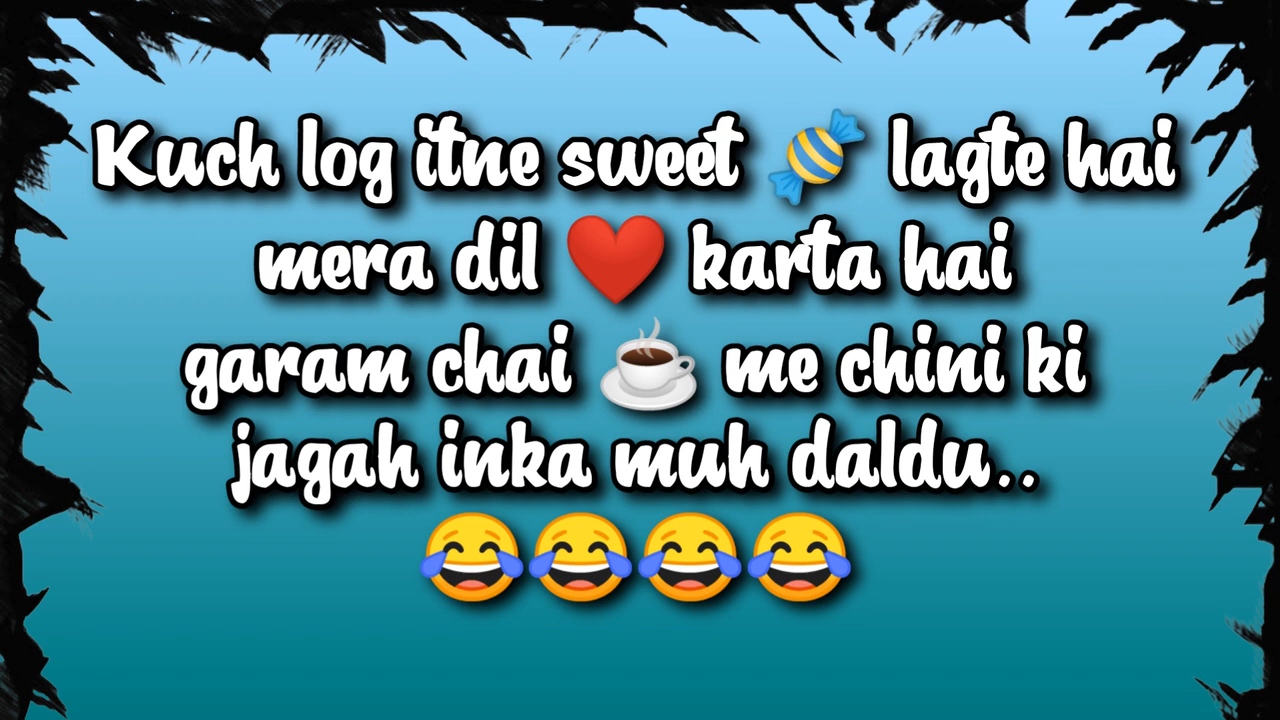 Kuch log itne sweet 🍬 lagte hai
mera dil ❤️ karta hai
garam chai ☕ me chini ki
jagah inka muh daldu..
😂😂😂😂